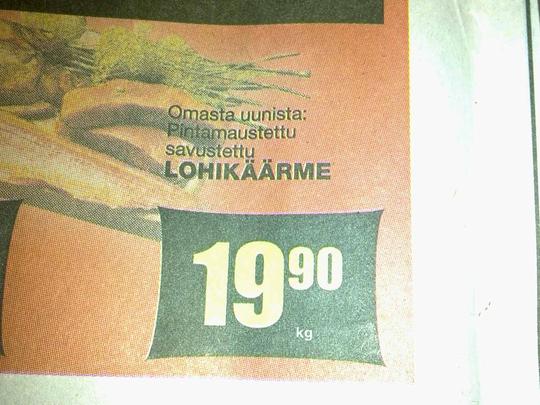 Omasta uunista:
Pintamaustettu
savustettu
LOHIKÄÄRME
19 90
kg